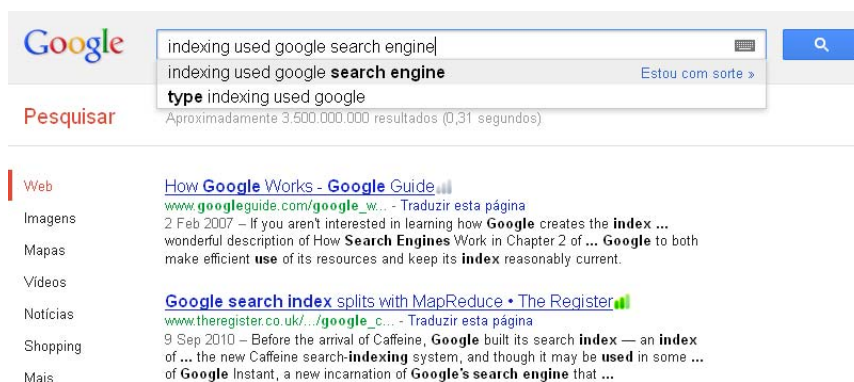 Google
indexing used google search engine
indexing used google search engine Estou com sorte »
type indexing used google
Pesquisar
Aproximadamente 3.500.000.000 resultados (0,31 segundos)
Web
Imagens
Mapas
Vídeos
Notícias
Shopping
Mais
How Google Works - Google Guide
www.googleguide.com/google_w... - Traduzir esta página
2 Feb 2007 – If you aren't interested in learning how Google creates the index ...
wonderful description of How Search Engines Work in Chapter 2 of ... Google to both
make efficient use of its resources and keep its index reasonably current.
Google search index splits with MapReduce • The Register
www.theregister.co.uk/.../google_c... - Traduzir esta página
9 Sep 2010 – Before the arrival of Caffeine, Google built its search index — an index
of ... the new Caffeine search-indexing system, and though it may be used in some ...
of Google Instant, a new incarnation of Google's search engine that ...